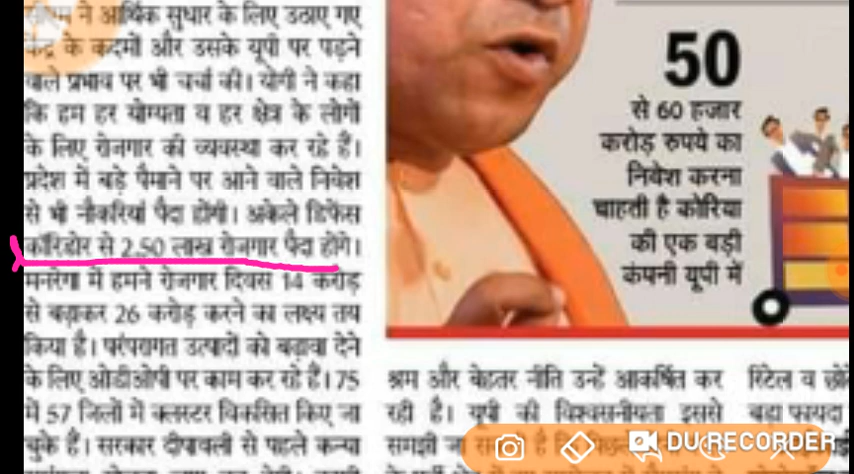 सीएम ने आर्थिक सुधार के लिए उठाए गए
केंद्र के कदमों और उसके यूपी पर पड़ने
वाले प्रभाव पर भी चर्चा की। योगी ने कहा
कि हम हर योग्यता व हर क्षेत्र के लोगों
के लिए रोजगार की व्यवस्था कर रहे हैं।
प्रदेश में बड़े पैमाने पर आने वाले निवेश
से भी नौकरियां पैदा होंगी। अकेले डिफेंस
कॉरिडोर से 2.50 लाख रोजगार पैदा होंगे।
मनरेगा में हमने रोजगार दिवस 14 करोड़
से बढ़ाकर 26 करोड़ करने का लक्ष्य तय
किया है। परंपरागत उत्पादों को बढ़ावा देने
के लिए ओडीओपी पर काम कर रहे हैं। 75
में 57 जिलों में क्लस्टर विकसित किए जा
चुके हैं। सरकार दीपावली से पहले कन्या
50
से 60 हजार
करोड़ रुपये का
निवेश करना
चाहती है कोरिया
की एक बड़ी
कंपनी यूपी में
श्रम और बेहतर नीति उन्हें आकर्षित कर
रही है। यूपी की विश्वसनीयता इससे
समझी जा
रिटेल व
बड़ा फायदा
DU RECORDER